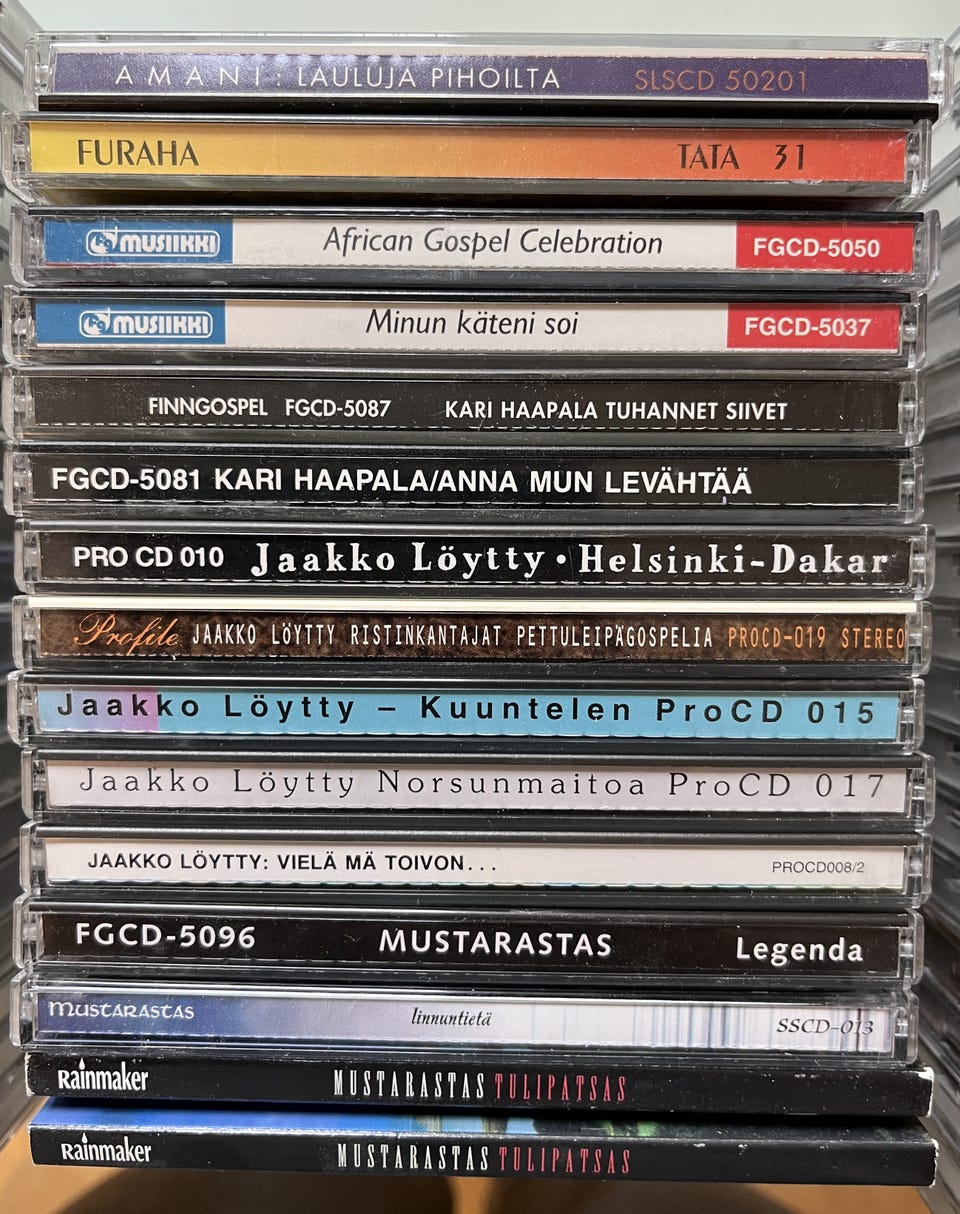 AMANI: LAULUJA PIHOILTA SLSCD 50201
FURAHA TATA 31
MUSIIKKI African Gospel Celebration FGCD-5050
MUSIIKKI Minun käteni soi FGCD-5037
FINNGOSPEL FGCD-5087 KARI HAAPALA TUHANNET SIIVET
FGCD-5081 KARI HAAPALA/ANNA MUN LEVÄHTÄÄ
PRO CD 010 Jaakko Löytty • Helsinki-Dakar
Profile JAAKKO LÖYTTY RISTINKANTAJAT PETTULEIPÄGOSPELIA PROCD-019 STEREO
Jaakko Löytty – Kuuntelen ProCD 015
Jaakko Löytty Norsunmaitoa ProCD 017
JAAKKO LÖYTTY: VIELÄ MÄ TOIVON... PROCD008/2
FGCD-5096 MUSTARASTAS Legenda
MUSTARASTAS linnuntietä SSCD-013
Rainmaker MUSTARASTAS TULIPATSAS
Rainmaker MUSTARASTAS TULIPATSAS